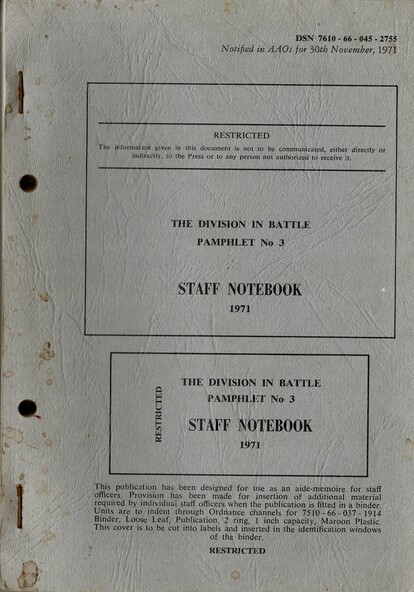 DSN 7610 - 66 - 045 - 2755
Notified in AAOs for 30th November, 1971
RESTRICTED
The information given in this document is not to be communicated, either directly or
indirectly, to the Press or to any person not authorized to receive it.
THE DIVISION IN BATTLE
PAMPHLET No 3
STAFF NOTEBOOK
1971
RESTRICTED
THE DIVISION IN BATTLE
PAMPHLET No 3
STAFF NOTEBOOK
1971
This publication has been designed for use as an aide-memoire for staff
officers. Provision has been made for insertion of additional material
required by individual staff officers when the publication is fitted in a binder.
Units are to indent through Ordnance channels for 7510 - 66 - 037 - 1914
Binder, Loose Leaf, Publication, 2 ring, 1 inch capacity, Maroon Plastic.
This cover is to be cut into labels and inserted in the identification windows
of the binder.
RESTRICTED